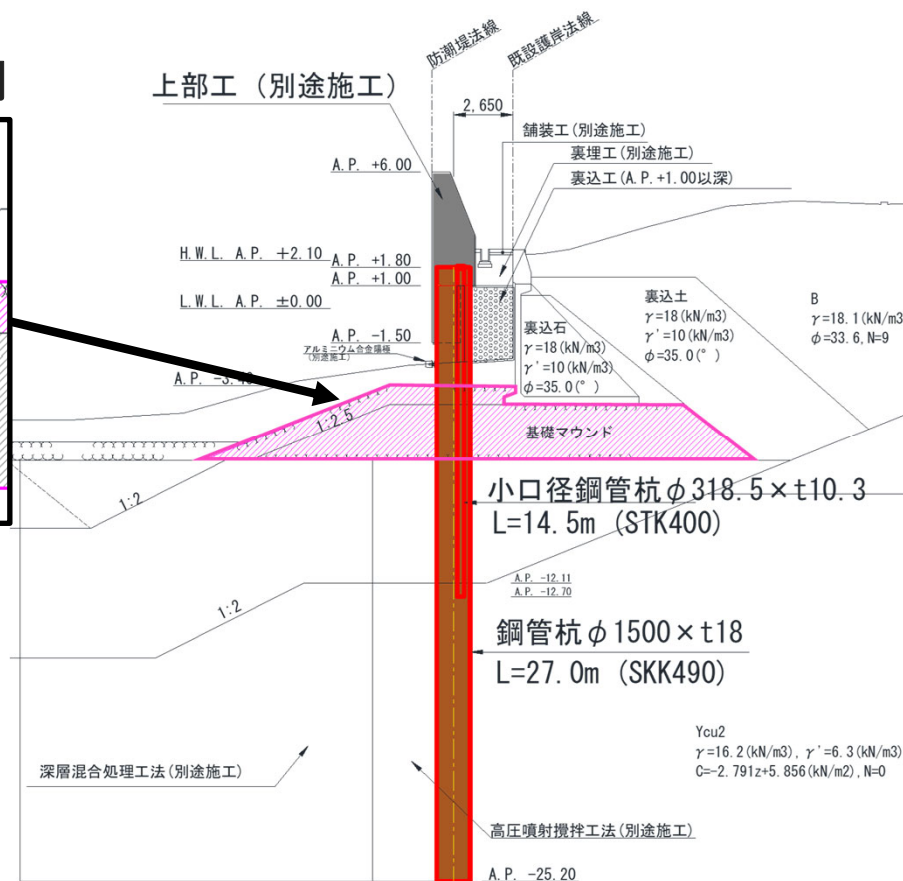 防潮堤法線
既設護岸法線
上部工（別途施工）
2,650
舗装工(別途施工)
裏埋工(別途施工)
裏込工(A.P.+1.00以深)
A.P. +6.00
H.W.L. A.P. +2.10
A.P. +1.80
A.P. +1.00
L.W.L. A.P. ±0.00
A.P. -1.50
アルミニウム合金陽極
(別途施工)
裏込石
γ=18(kN/m3)
γ'=10(kN/m3)
φ=35.0(°)
裏込土
γ=18(kN/m3)
γ'=10(kN/m3)
φ=35.0(°)
B
γ=18.1(kN/m3
φ=33.6,N=9
1:2.5
基礎マウンド
1:2
小口径鋼管杭φ318.5×t10.3
L=14.5m (STK400)
A.P. -12.11
A.P. -12.70
1:2
鋼管杭φ1500×t18
L=27.0m (SKK490)
Ycu2
γ=16.2(kN/m3), γ'=6.3(kN/m3)
C=-2.791z+5.856(kN/m2),N=0
深層混合処理工法(別途施工)
高圧噴射攪拌工法(別途施工)
A.P. -25.20